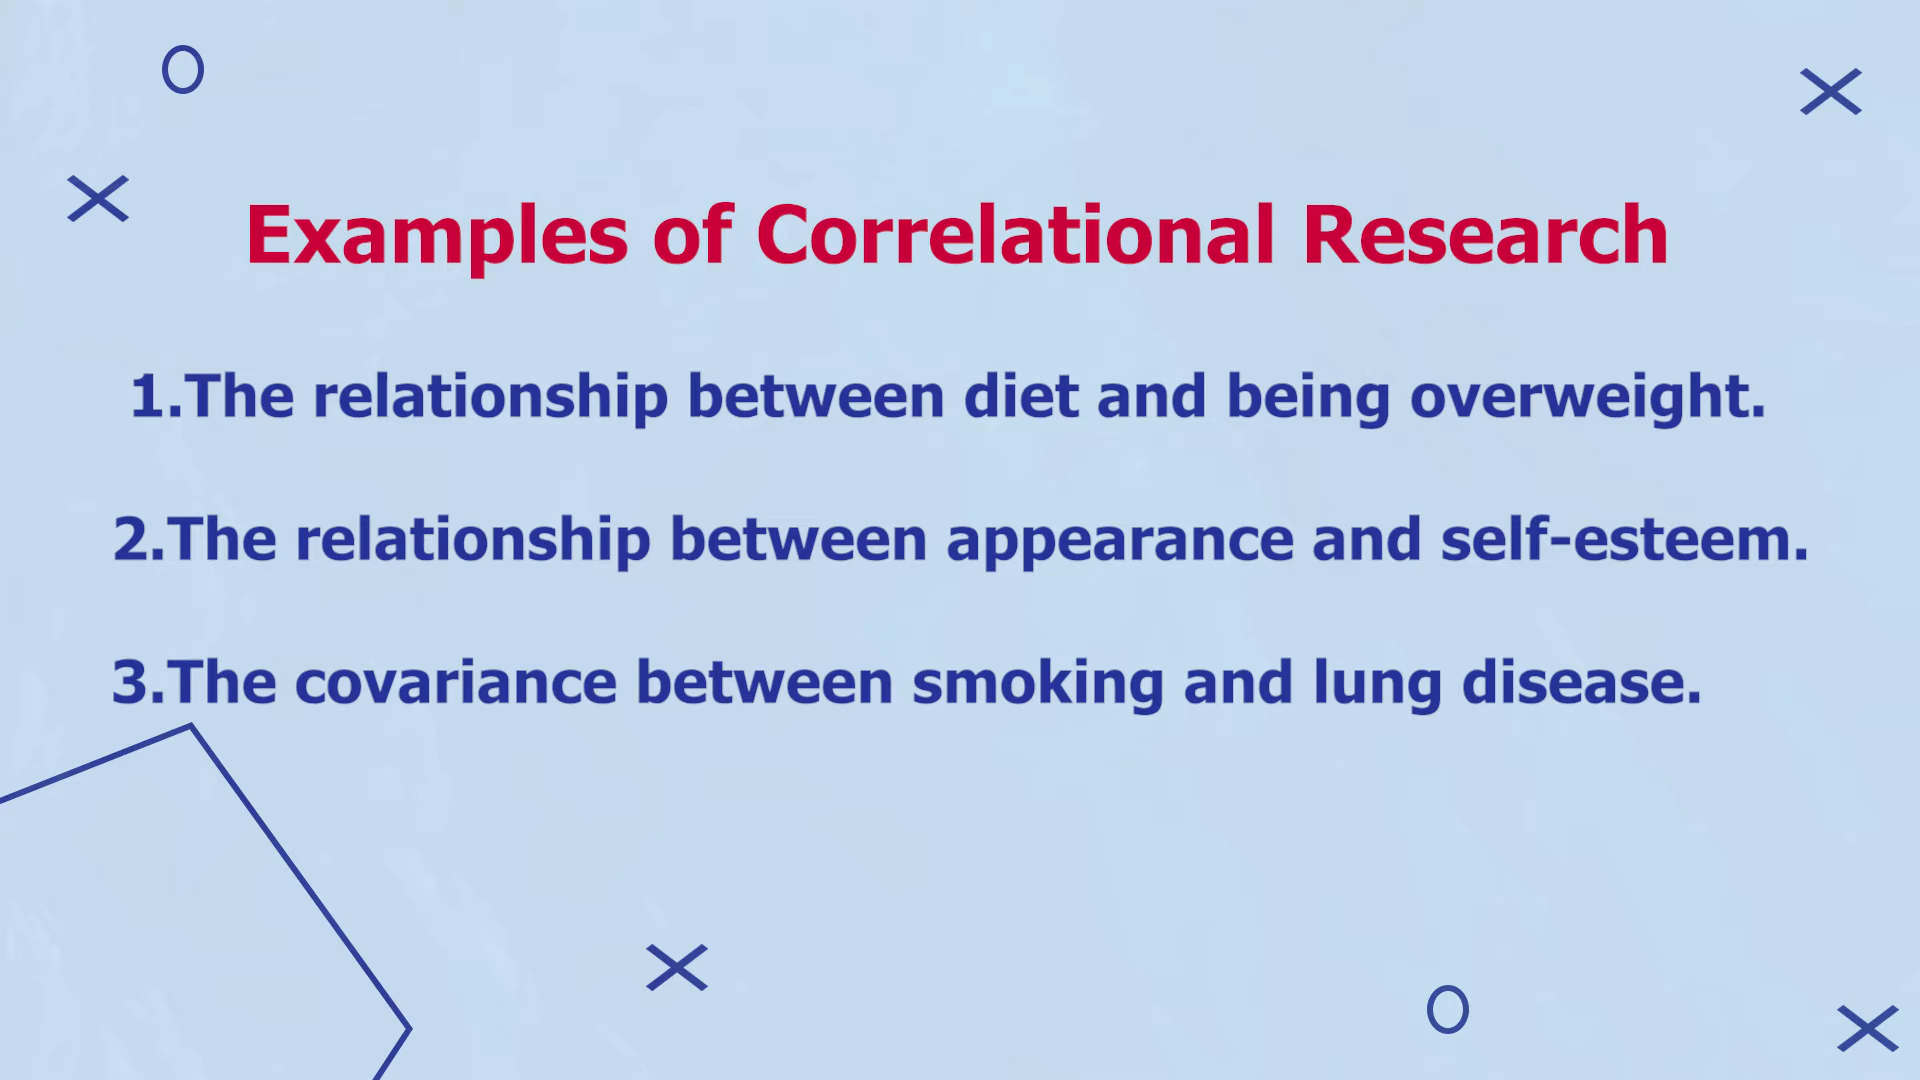 Examples of Correlational Research
1.The relationship between diet and being overweight.
2.The relationship between appearance and self-esteem.
3.The covariance between smoking and lung disease.